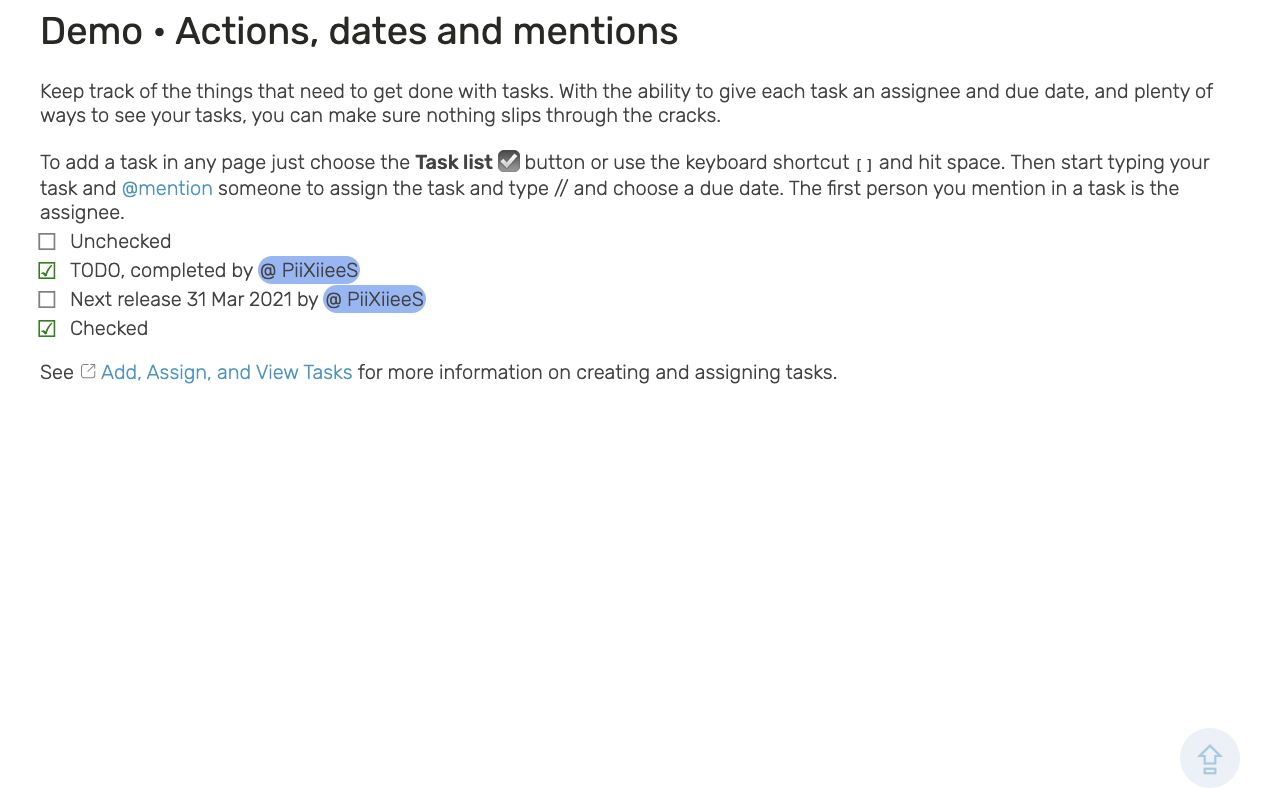 Demo • Actions, dates and mentions
Keep track of the things that need to get done with tasks. With the ability to give each task an assignee and due date, and plenty of
ways to see your tasks, you can make sure nothing slips through the cracks.
To add a task in any page just choose the Task list button or use the keyboard shortcut [ ] and hit space. Then start typing your
task and @mention someone to assign the task and type // and choose a due date. The first person you mention in a task is the
assignee.
Unchecked
TODO, completed by @ PiiXiieeS
Next release 31 Mar 2021 by @ PiiXiieeS
Checked
See Add, Assign, and View Tasks for more information on creating and assigning tasks.